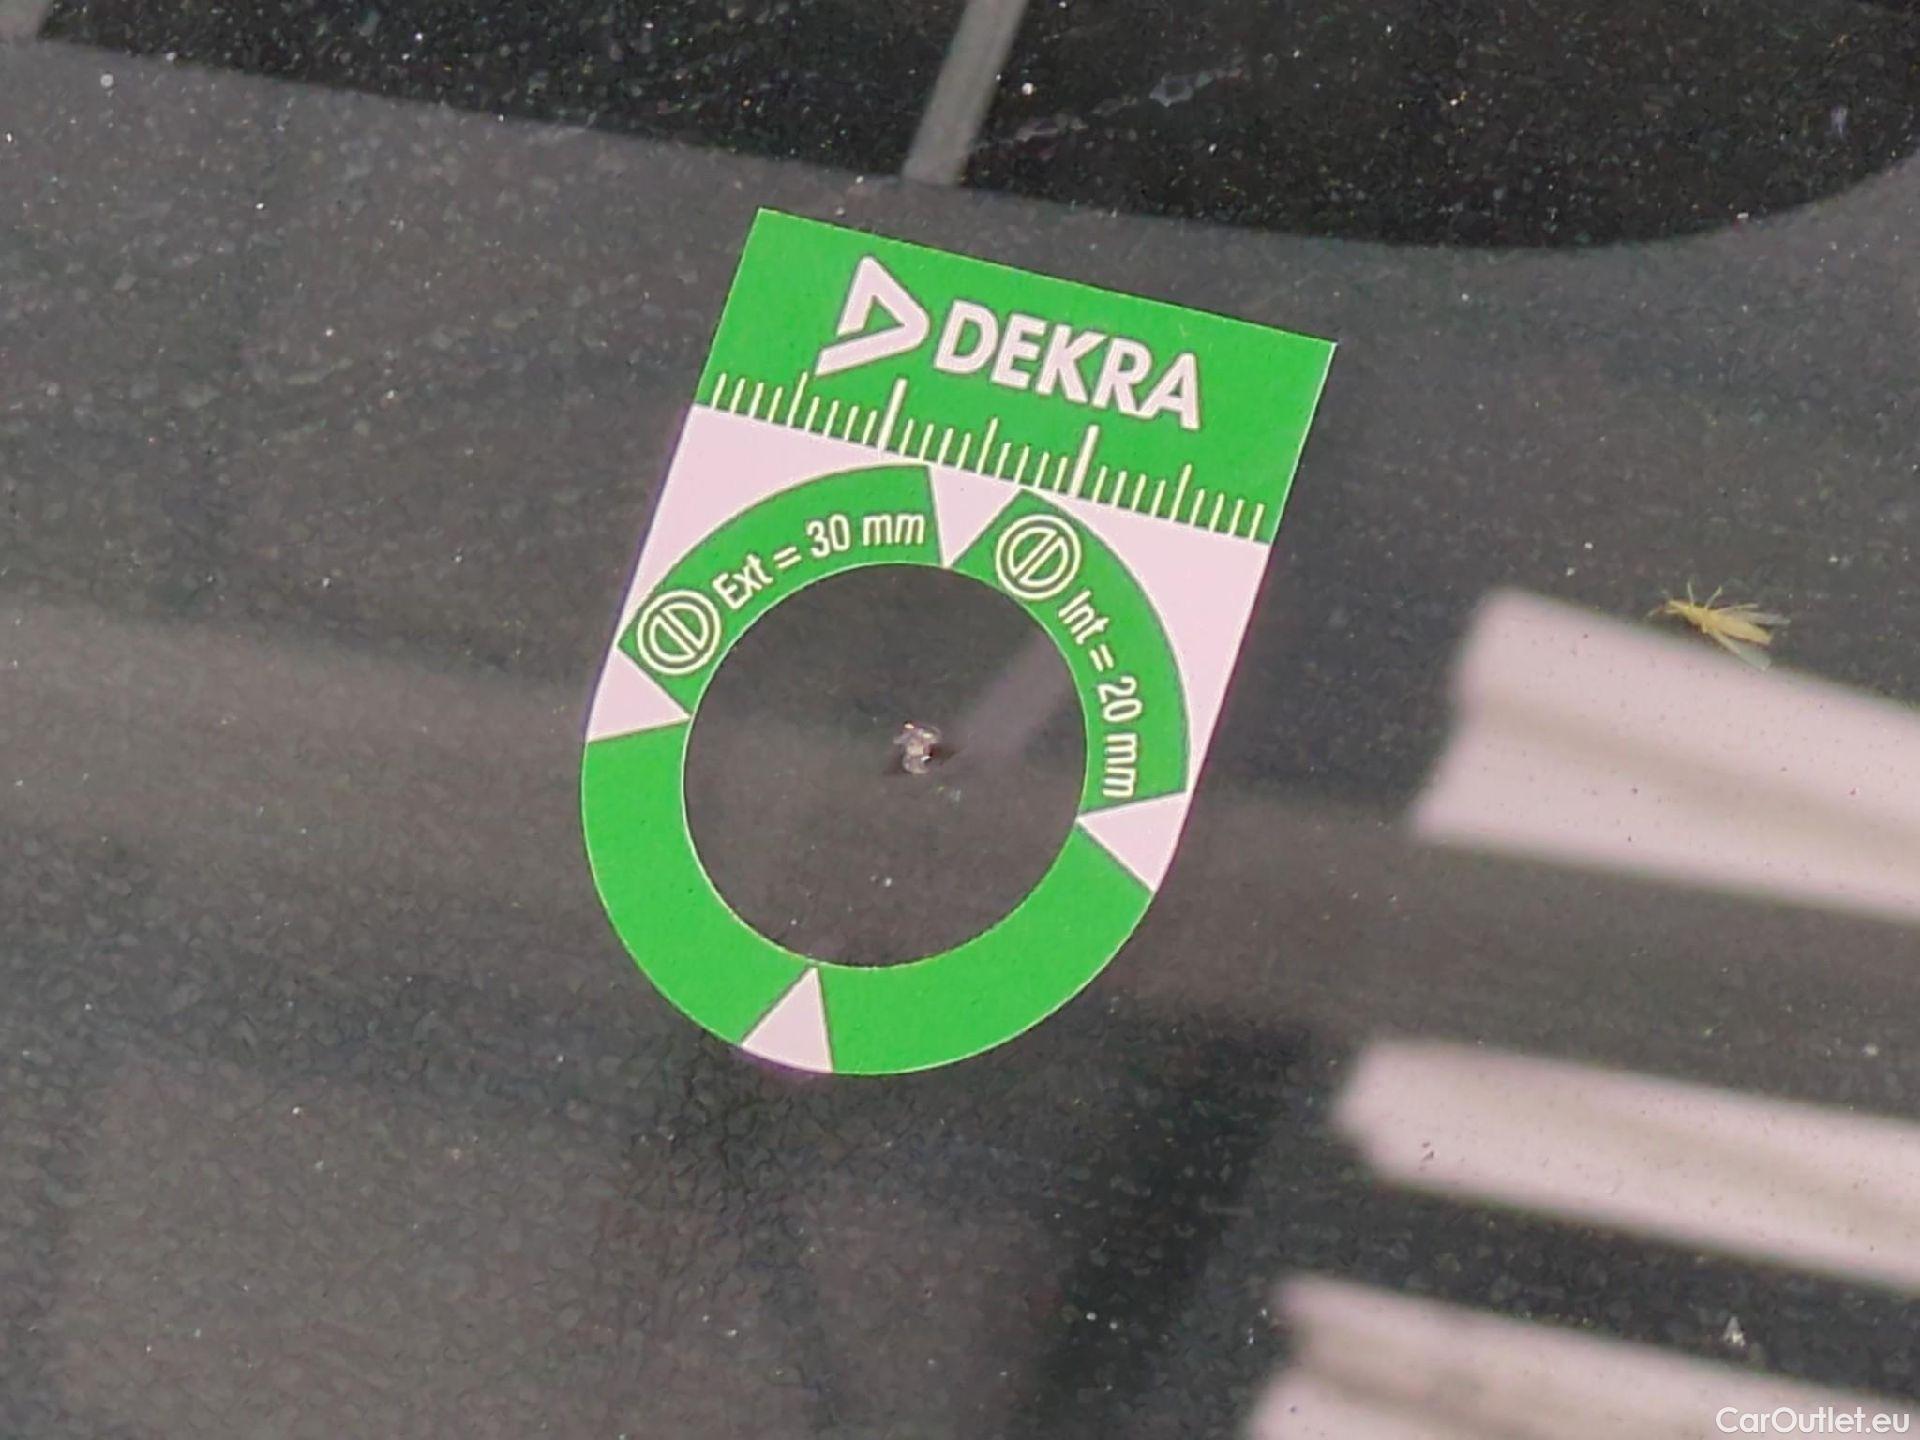 DEKRA
Ext = 30 mm
Int = 20 mm
CarOutlet.eu